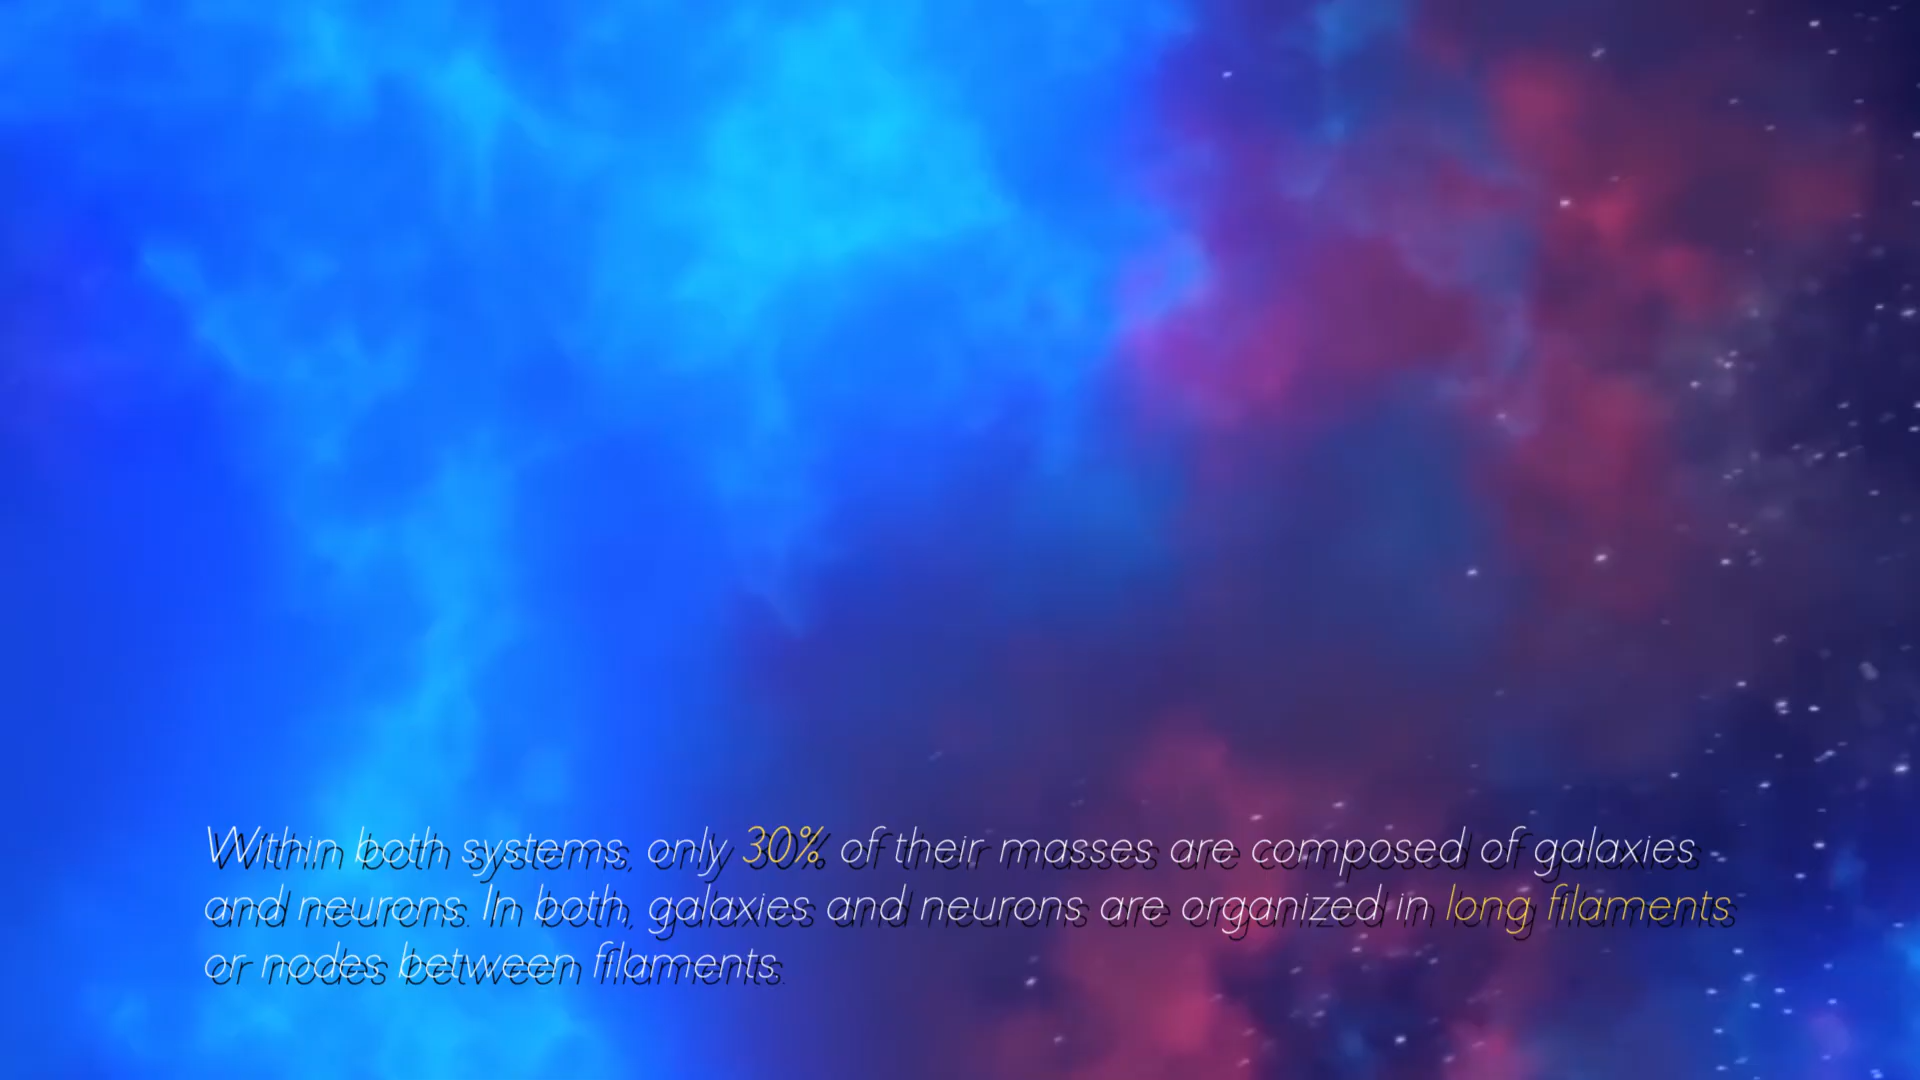 Within both systems, only 30% of their masses are composed of galaxies
and neurons. In both, galaxies and neurons are organized in long filaments
or nodes between filaments.